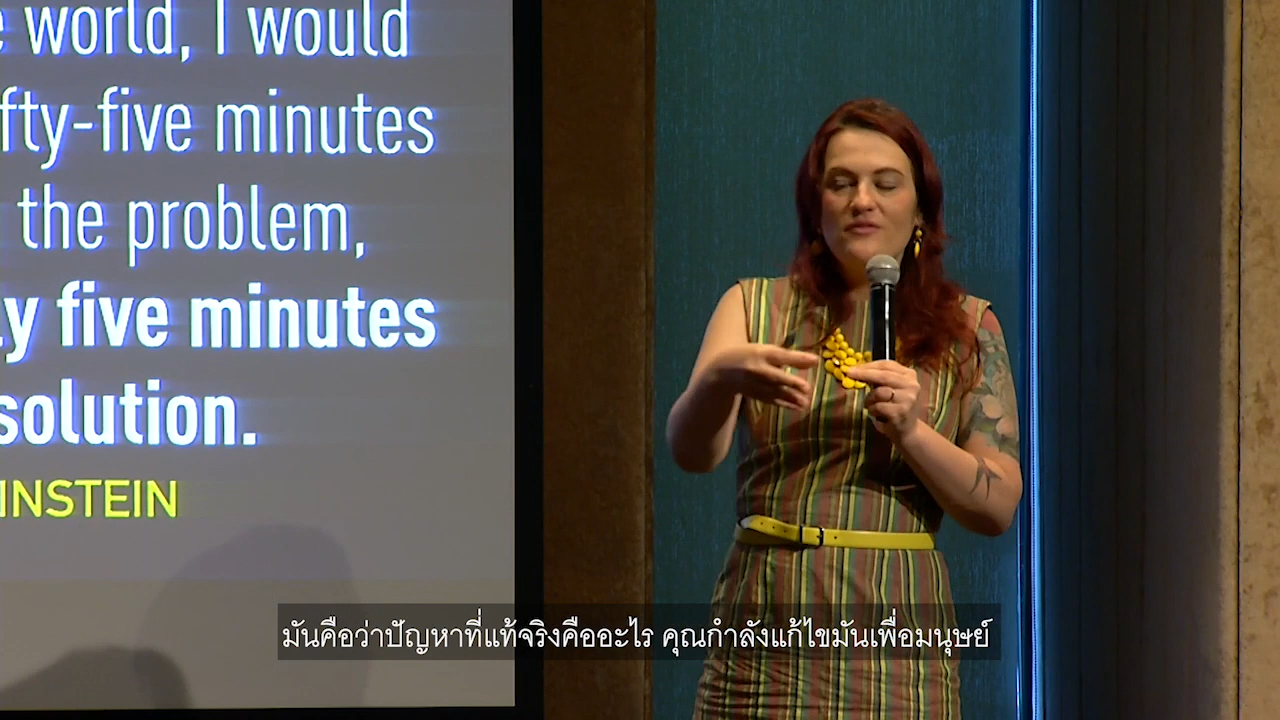 world, I would
fty-five minutes
the problem,
y five minutes
solution.
INSTEIN
มันคือว่าปัญหาที่แท้จริงคืออะไร คุณกำลังแก้ไขมันเพื่อมนุษย์